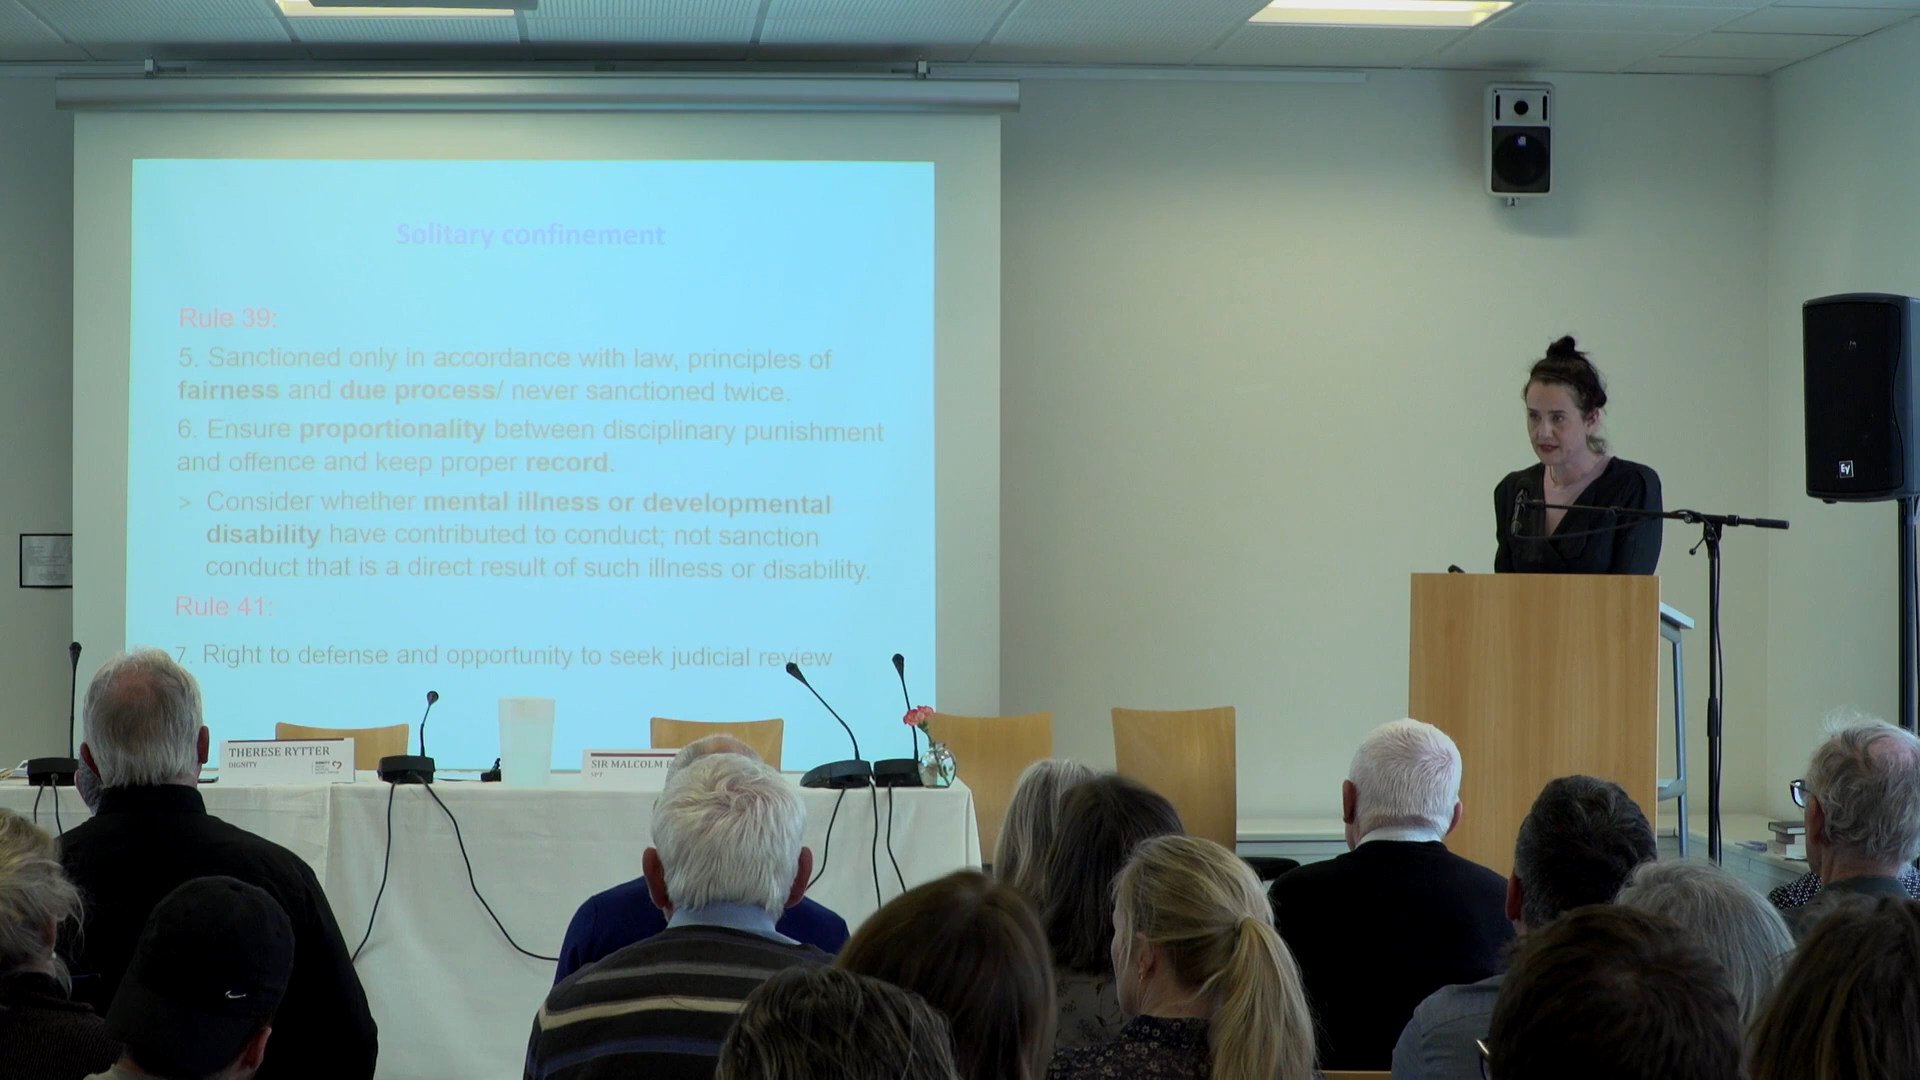 Solitary confinement
Rule 39:
5. Sanctioned only in accordance with law, principles of
fairness and due process/ never sanctioned twice.
6. Ensure proportionality between disciplinary punishment
and offence and keep proper record.
> Consider whether mental illness or developmental
disability have contributed to conduct; not sanction
conduct that is a direct result of such illness or disability.
Rule 41:
7. Right to defense and opportunity to seek judicial review
THERESE RYTTER
DIGNITY
SIR MALCOLM
SPT
EV